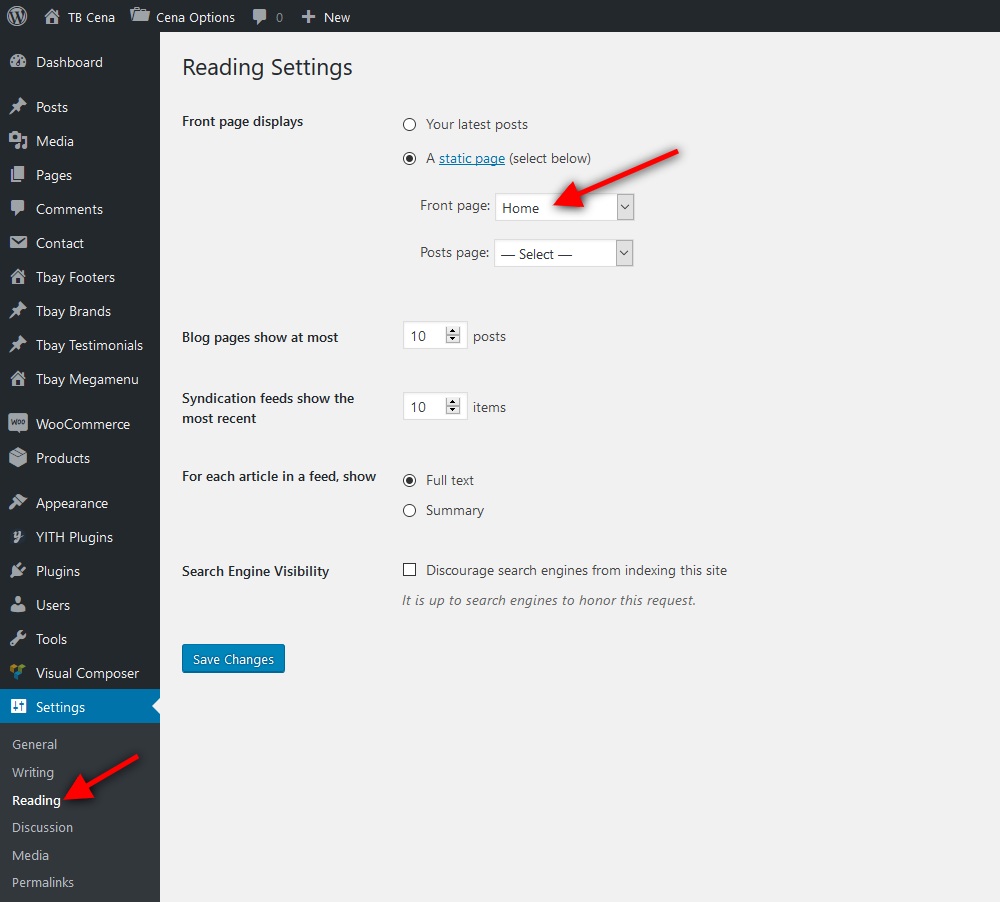 TB Cena Cena Options 0 New
Dashboard
Posts
Media
Pages
Comments
Contact
Tbay Footers
Tbay Brands
Tbay Testimonials
Tbay Megamenu
WOO WooCommerce
Products
Appearance
YITH Plugins
Plugins
Users
Tools
Visual Composer
Settings
General
Writing
Reading
Discussion
Media
Permalinks
Reading Settings
Front page displays
Your latest posts
A static page (select below)
Front page: Home
Posts page: — Select —
Blog pages show at most 10 posts
Syndication feeds show the
most recent
10 items
For each article in a feed, show
Full text
Summary
Search Engine Visibility
Discourage search engines from indexing this site
It is up to search engines to honor this request.
Save Changes